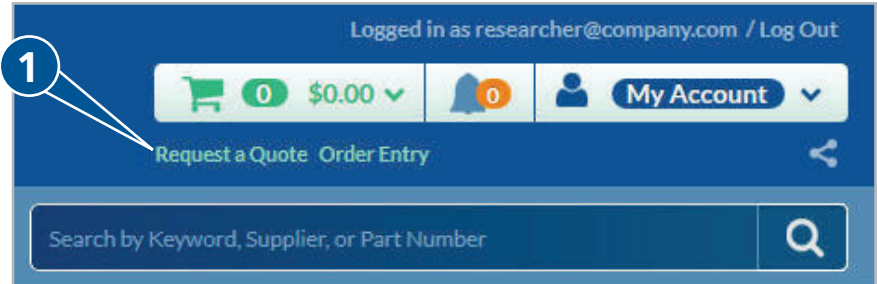 Logged in as researcher@company.com / Log Out
1
0 $0.00 0 My Account
Request a Quote Order Entry
Search by Keyword, Supplier, or Part Number